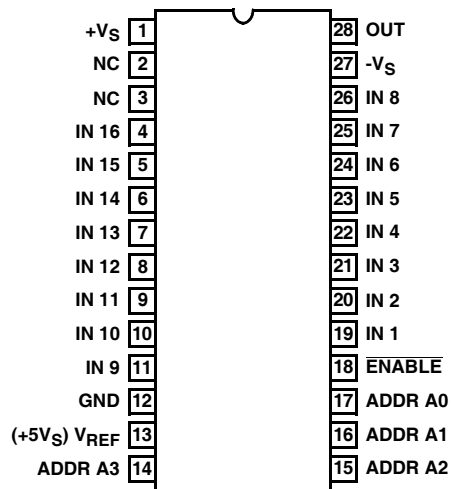 +VS 1 28 OUT
NC 2 27 -VS
NC 3 26 IN 8
IN 16 4 25 IN 7
IN 15 5 24 IN 6
IN 14 6 23 IN 5
IN 13 7 22 IN 4
IN 12 8 21 IN 3
IN 11 9 20 IN 2
IN 10 10 19 IN 1
IN 9 11 18 ENABLE
GND 12 17 ADDR A0
(+5VS) VREF 13 16 ADDR A1
ADDR A3 14 15 ADDR A2